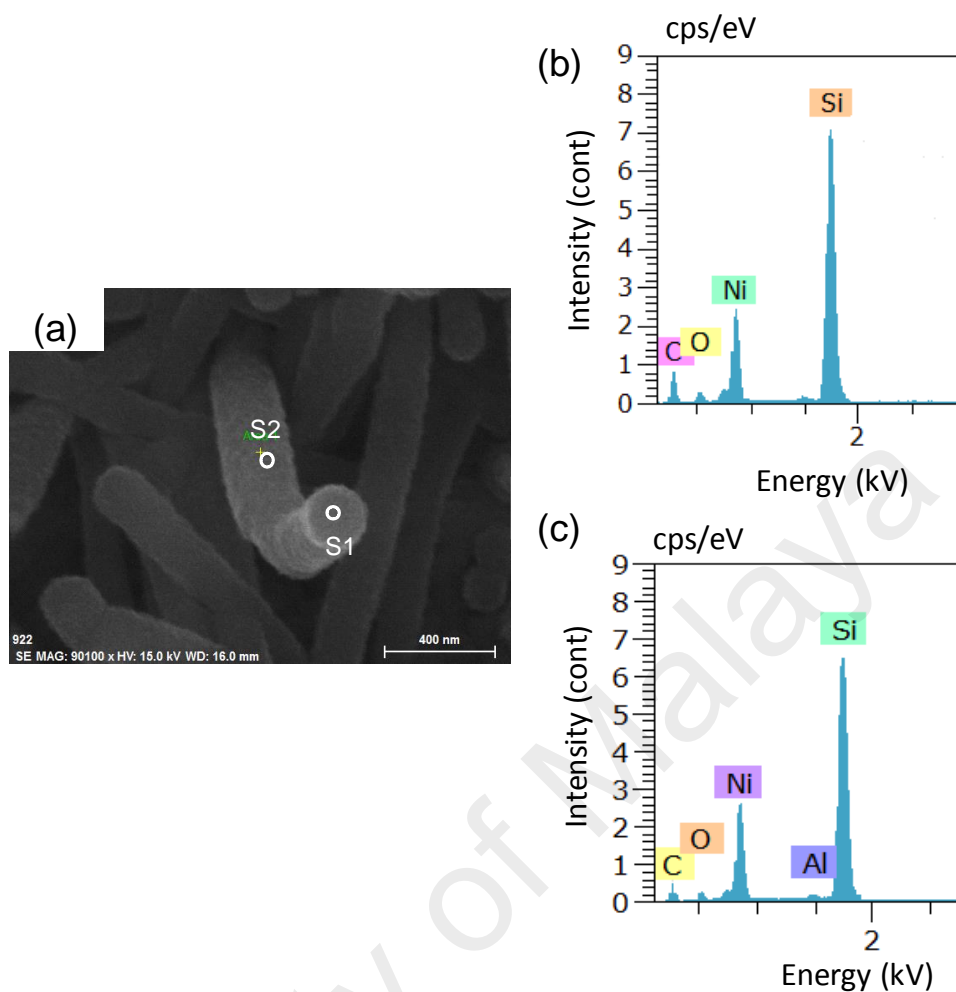 (a)
S2
S1
922
SE MAG: 90100 x HV: 15.0 kV WD: 16.0 mm
400 nm
(b)
cps/eV
Intensity (cont)
9
8
7
6
5
4
3
2
1
0
Si
Ni
C
O
2
Energy (kV)
(c)
cps/eV
Intensity (cont)
9
8
7
6
5
4
3
2
1
0
Si
Ni
O
C
Al
2
Energy (kV)
y of Malaya